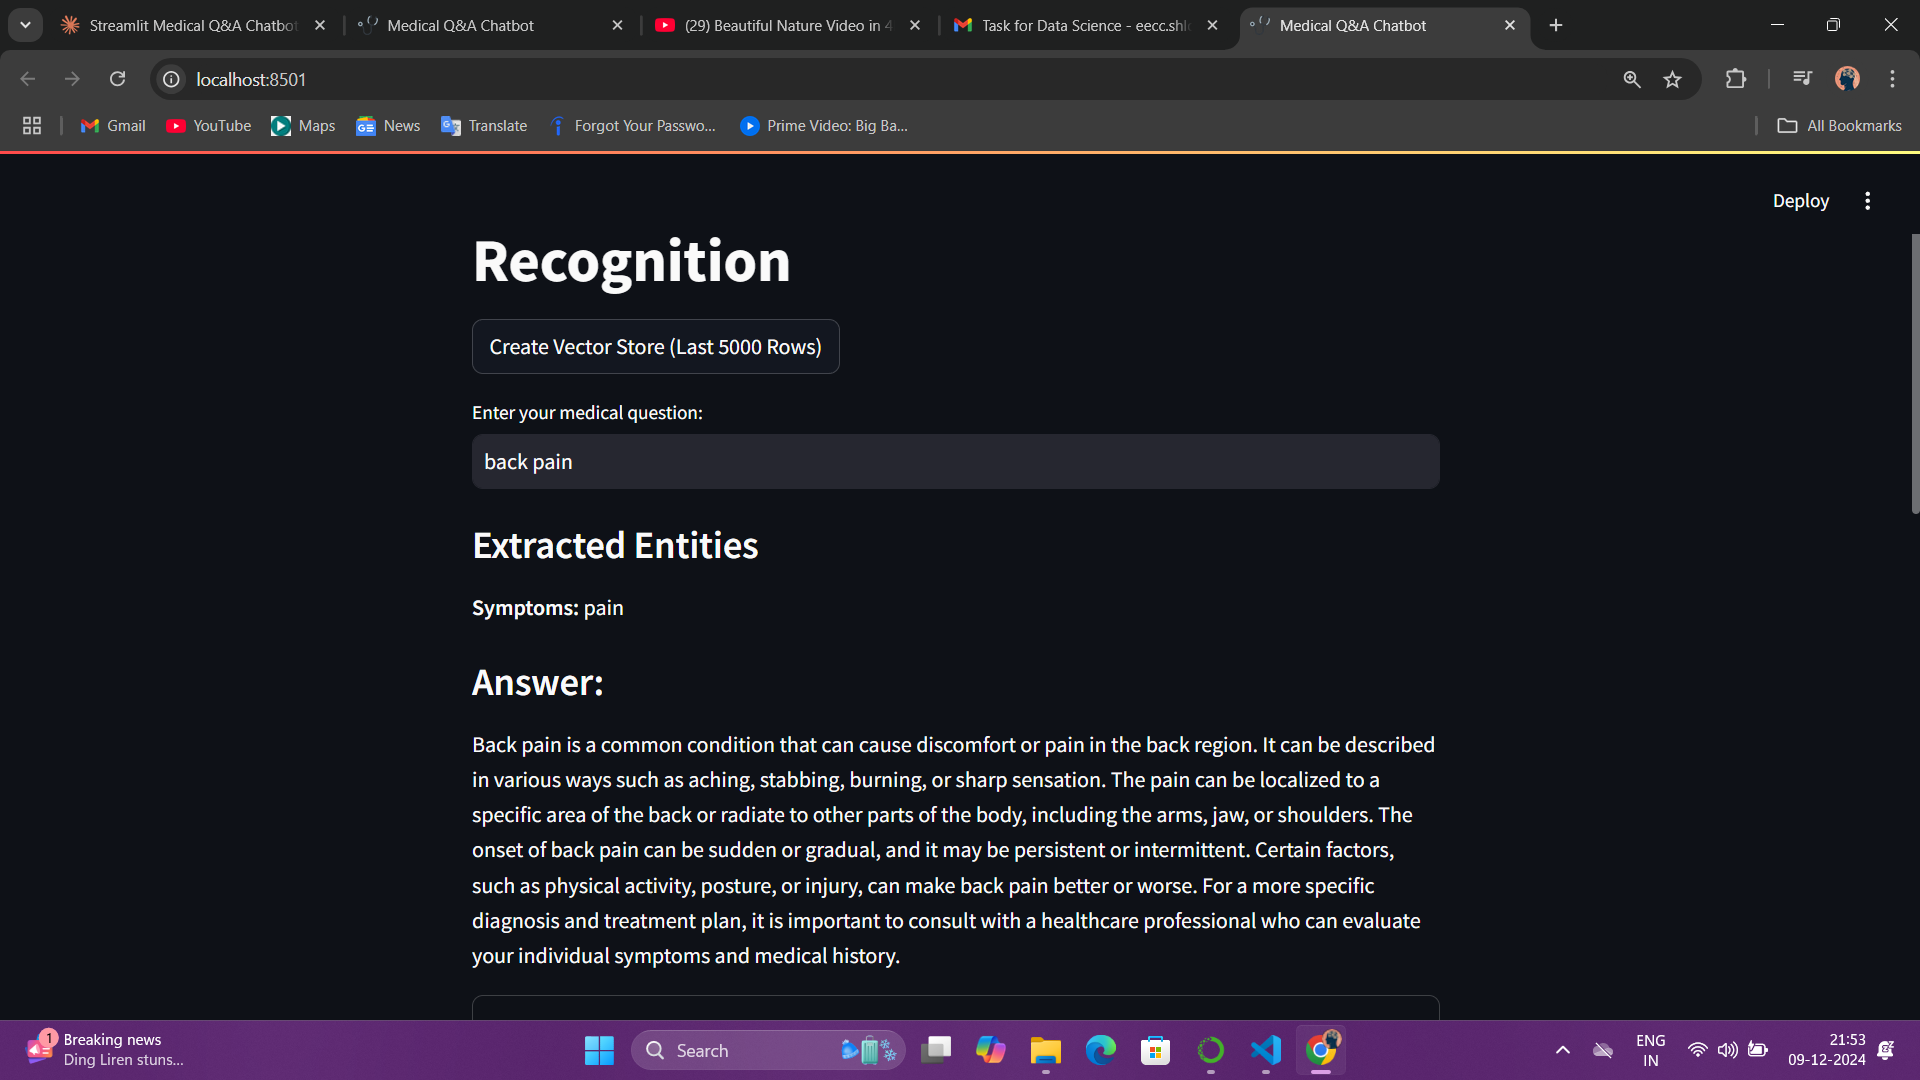 Streamlit Medical Q&A Chatbot
Medical Q&A Chatbot
(29) Beautiful Nature Video in 4
Task for Data Science - eecc.shl
Medical Q&A Chatbot
localhost:8501
Gmail
YouTube
Maps
News
Translate
Forgot Your Passwo...
Prime Video: Big Ba...
All Bookmarks
Deploy
Recognition
Create Vector Store (Last 5000 Rows)
Enter your medical question:
back pain
Extracted Entities
Symptoms: pain
Answer:
Back pain is a common condition that can cause discomfort or pain in the back region. It can be described
in various ways such as aching, stabbing, burning, or sharp sensation. The pain can be localized to a
specific area of the back or radiate to other parts of the body, including the arms, jaw, or shoulders. The
onset of back pain can be sudden or gradual, and it may be persistent or intermittent. Certain factors,
such as physical activity, posture, or injury, can make back pain better or worse. For a more specific
diagnosis and treatment plan, it is important to consult with a healthcare professional who can evaluate
your individual symptoms and medical history.
1
Breaking news
Ding Liren stuns...
Search
ENG
IN
21:53
09-12-2024